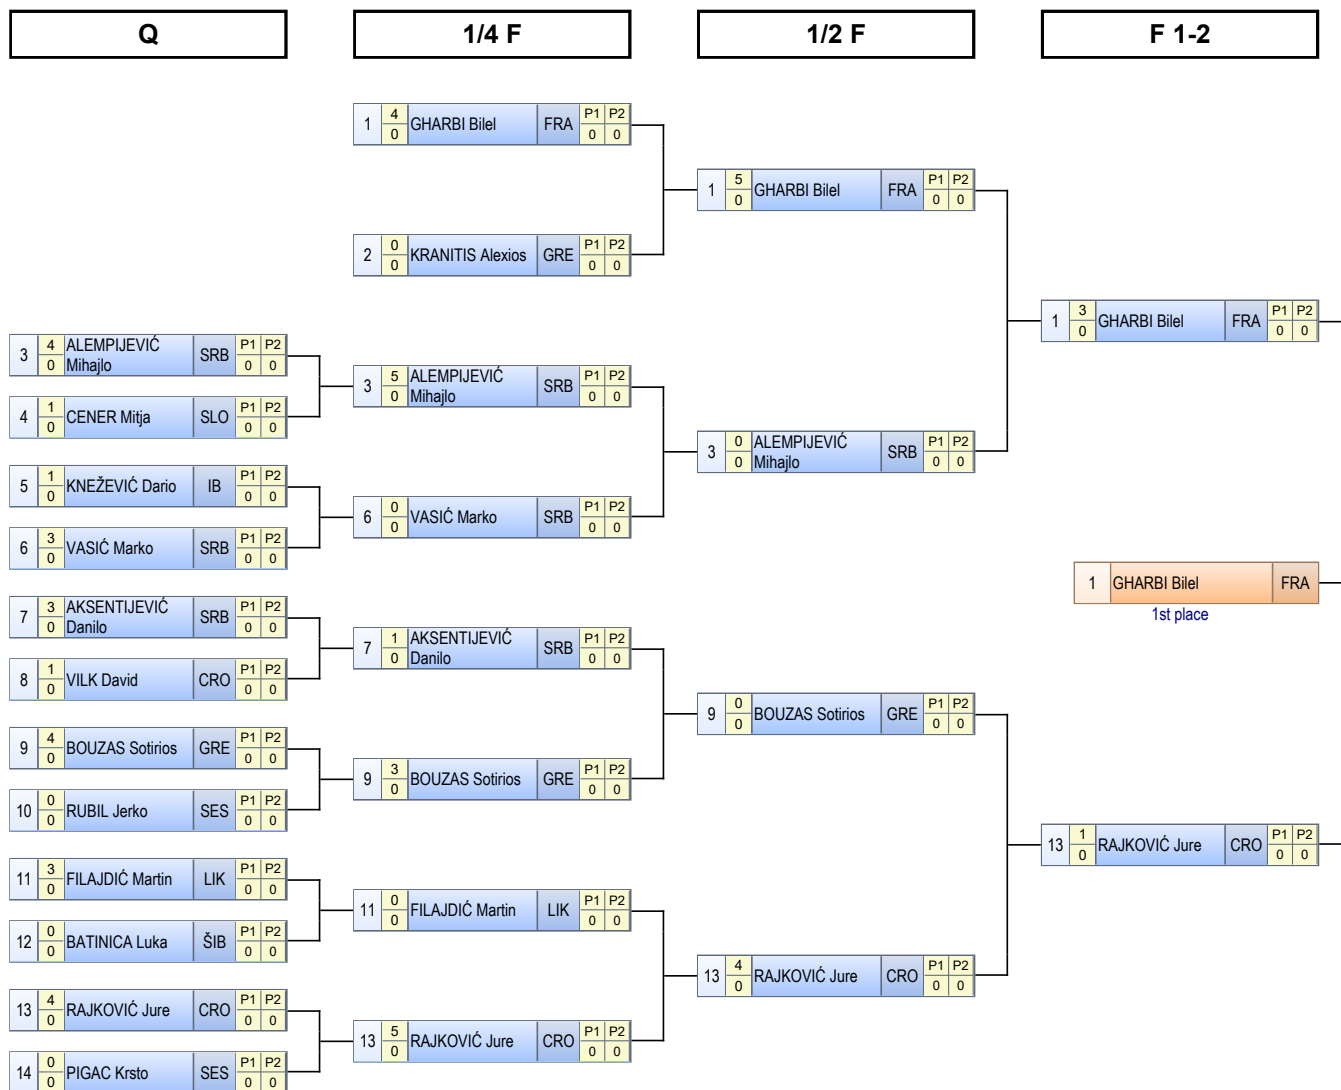 Q
1/4 F
1/2 F
F 1-2
1 4 GHARBI Bilel FRA P1 P2
0 0 0
1 5 GHARBI Bilel FRA P1 P2
0 0 0
2 0 KRANITIS Alexios GRE P1 P2
0 0 0
1 3 GHARBI Bilel FRA P1 P2
0 0 0
3 4 ALEMPIJEVIĆ SRB P1 P2
0 Mihajlo 0 0
3 5 ALEMPIJEVIĆ SRB P1 P2
0 Mihajlo 0 0
4 1 CENER Mitja SLO P1 P2
0 0 0
3 0 ALEMPIJEVIĆ SRB P1 P2
0 Mihajlo 0 0
5 1 KNEŽEVIĆ Dario IB P1 P2
0 0 0
6 0 VASIĆ Marko SRB P1 P2
0 0 0
6 3 VASIĆ Marko SRB P1 P2
0 0 0
1 GHARBI Bilel FRA
1st place
7 3 AKSENTIJEVIĆ SRB P1 P2
0 Danilo 0 0
7 1 AKSENTIJEVIĆ SRB P1 P2
0 Danilo 0 0
8 1 VILK David CRO P1 P2
0 0 0
9 0 BOUZAS Sotirios GRE P1 P2
0 0 0
9 4 BOUZAS Sotirios GRE P1 P2
0 0 0
9 3 BOUZAS Sotirios GRE P1 P2
0 0 0
10 0 RUBIL Jerko SES P1 P2
0 0 0
13 1 RAJKOVIĆ Jure CRO P1 P2
0 0 0
11 3 FILAJDIĆ Martin LIK P1 P2
0 0 0
11 0 FILAJDIĆ Martin LIK P1 P2
0 0 0
12 0 BATINICA Luka ŠIB P1 P2
0 0 0
13 4 RAJKOVIĆ Jure CRO P1 P2
0 0 0
13 4 RAJKOVIĆ Jure CRO P1 P2
0 0 0
13 5 RAJKOVIĆ Jure CRO P1 P2
0 0 0
14 0 PIGAC Krsto SES P1 P2
0 0 0